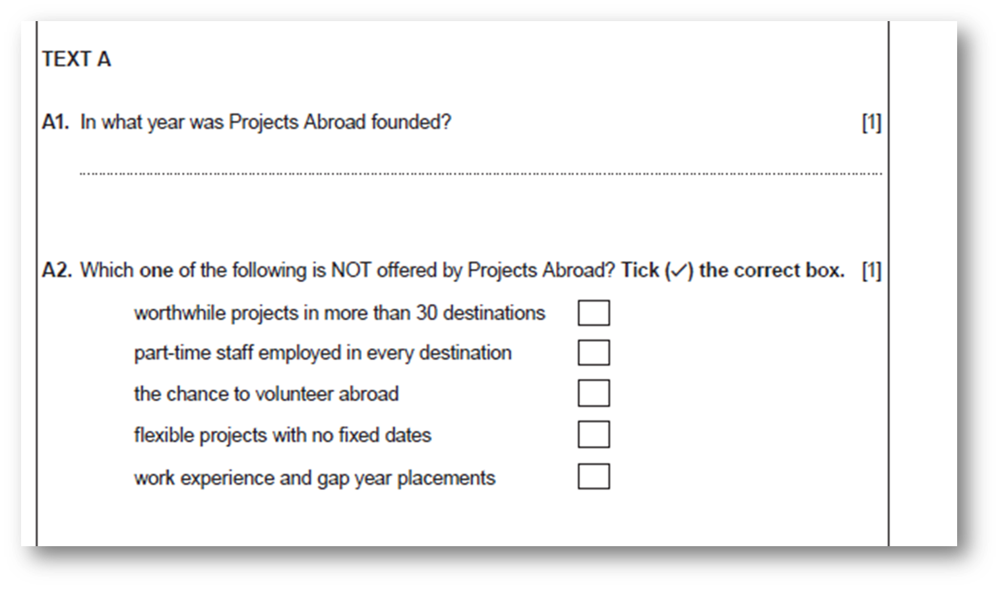 TEXT A
A1. In what year was Projects Abroad founded? [1]
A2. Which one of the following is NOT offered by Projects Abroad? Tick (✓) the correct box. [1]
worthwhile projects in more than 30 destinations
part-time staff employed in every destination
the chance to volunteer abroad
flexible projects with no fixed dates
work experience and gap year placements